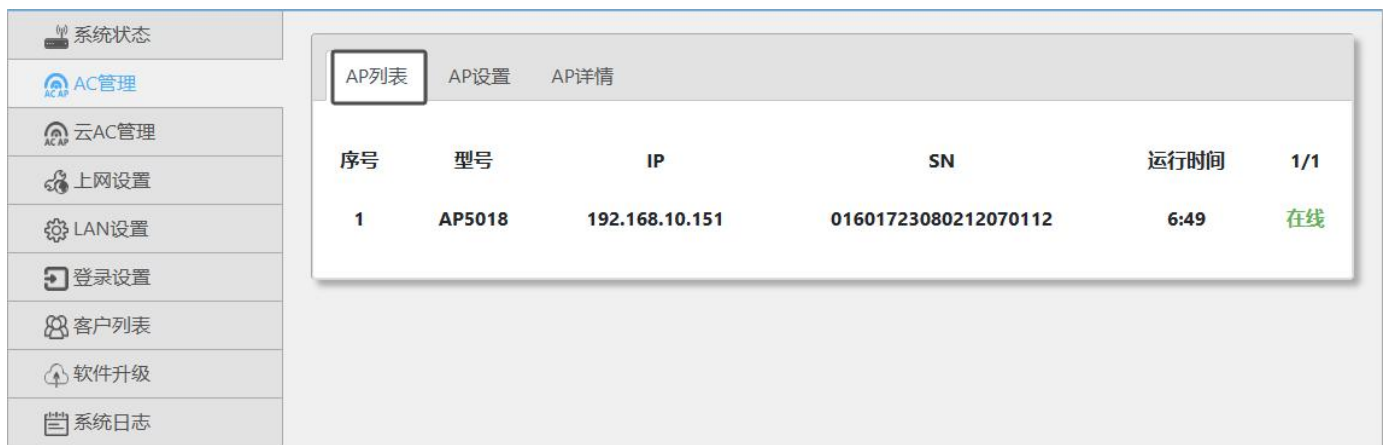 系统状态
AC管理
云AC管理
上网设置
LAN设置
登录设置
客户列表
软件升级
系统日志
AP列表 AP设置 AP详情
序号 型号 IP SN 运行时间 1/1
1 AP5018 192.168.10.151 01601723080212070112 6:49 在线